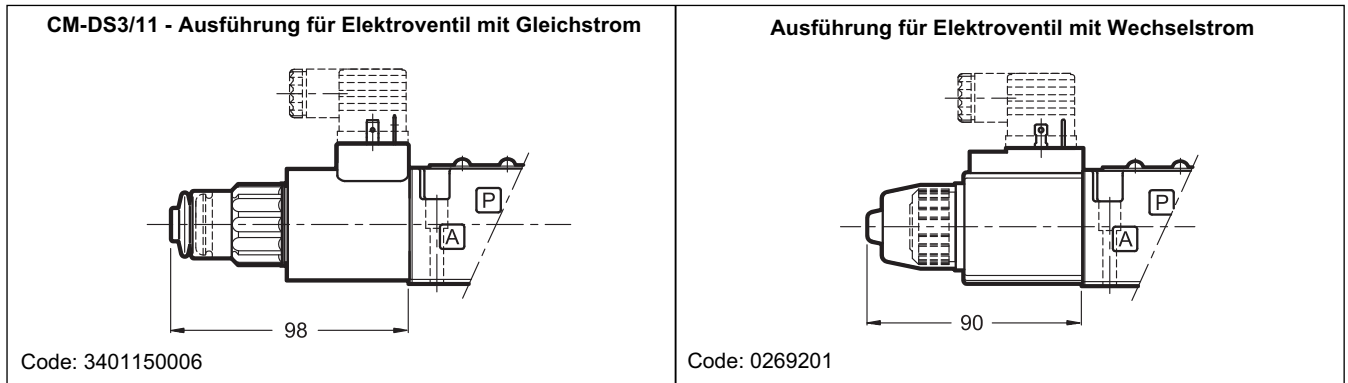 CM-DS3/11 - Ausführung für Elektroventil mit Gleichstrom
P
A
98
Code: 3401150006
Ausführung für Elektroventil mit Wechselstrom
P
A
90
Code: 0269201